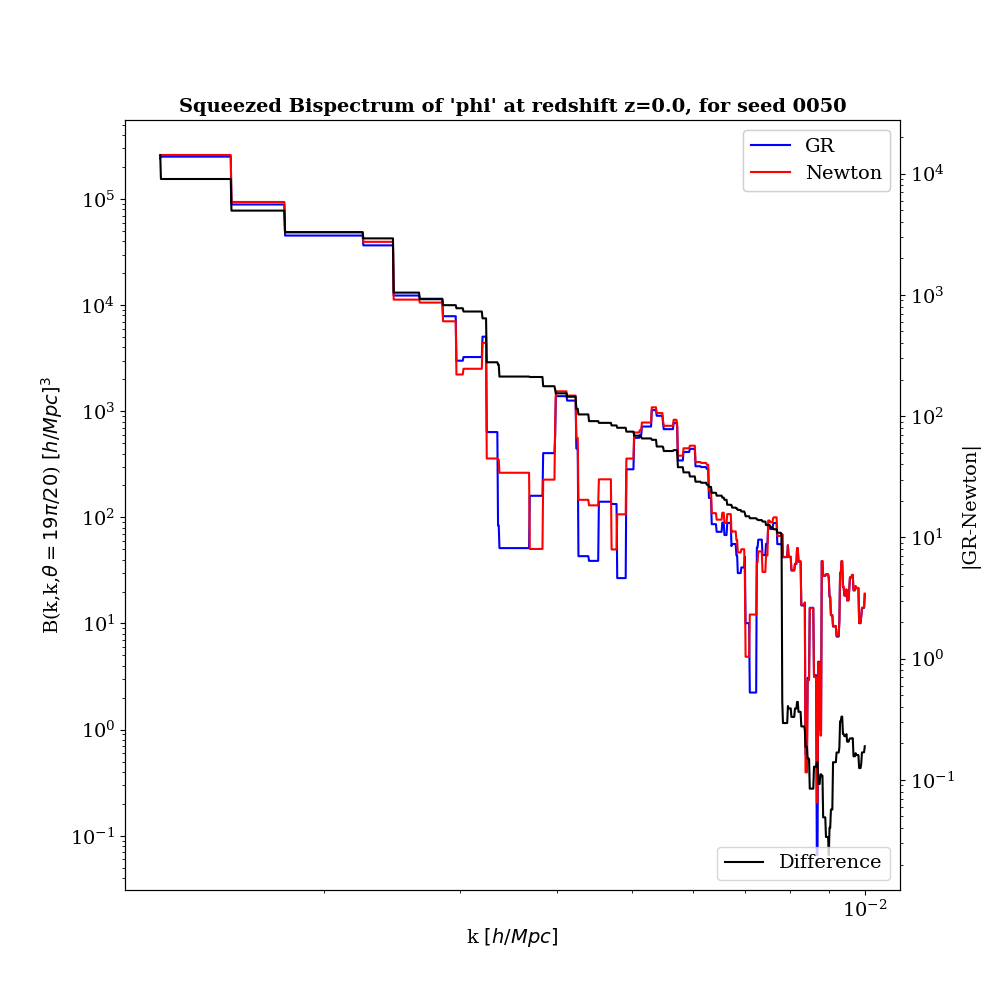 Squeezed Bispectrum of 'phi' at redshift z=0.0, for seed 0050
GR
Newton
10^5
10^4
10^3
10^2
10^1
10^0
10^-1
B(k,k,θ = 19π/20) [h/Mpc]^3
10^4
10^3
10^2
10^1
10^0
10^-1
|GR-Newton|
Difference
10^-2
k [h/Mpc]